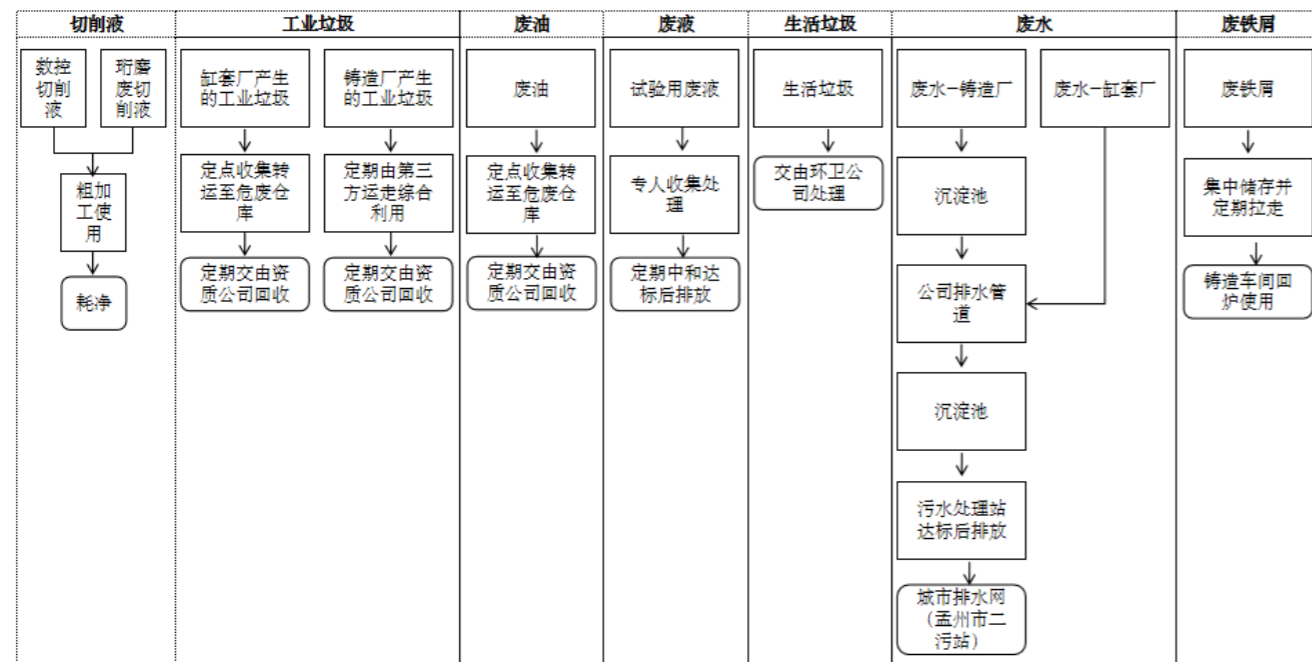 切削液
工业垃圾
废油
废液
生活垃圾
废水
废铁屑
数控
切削
液
珩磨
废切
削液
粗加
工使
用
耗净
缸套厂产生
的工业垃圾
定点收集转
运至危废仓
库
定期交由资
质公司回收
铸造厂产生
的工业垃圾
定期由第三
方运走综合
利用
定期交由资
质公司回收
废油
定点收集转
运至危废仓
库
定期交由资
质公司回收
试验用废液
专人收集处
理
定期中和达
标后排放
生活垃圾
交由环卫公
司处理
废水—铸造厂
沉淀池
公司排水管
道
沉淀池
污水处理站
达标后排放
城市排水网
（孟州市二
污站）
废水—缸套厂
废铁屑
集中储存并
定期拉走
铸造车间回
炉使用